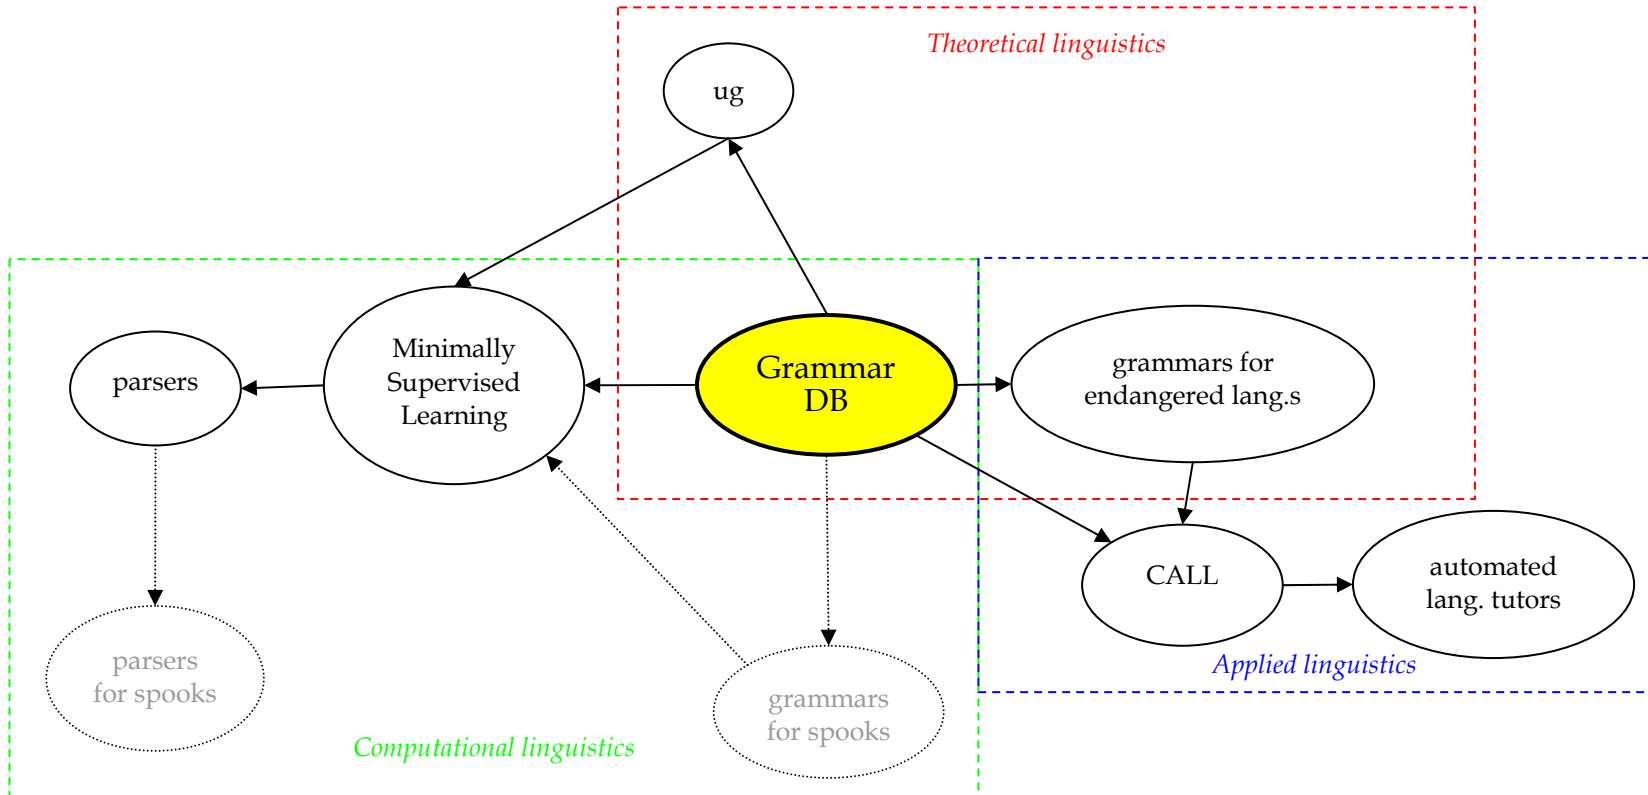 Theoretical linguistics
ug
Minimally
Supervised
Learning
parsers
Grammar
DB
grammars for
endangered lang.s
CALL
automated
lang. tutors
Applied linguistics
parsers
for spooks
grammars
for spooks
Computational linguistics